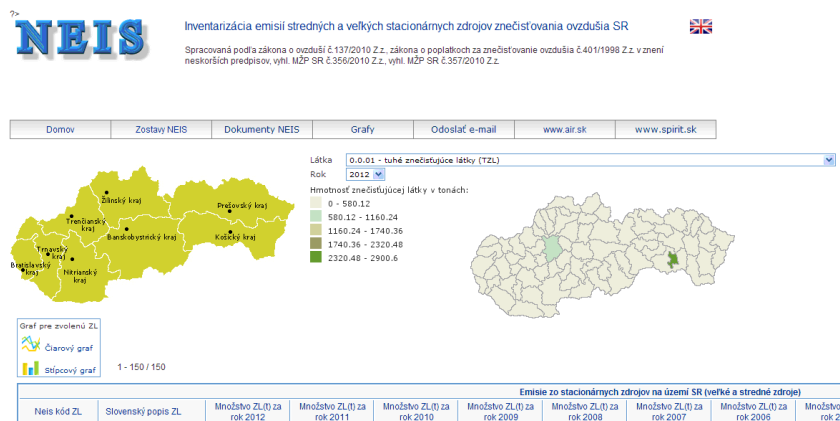 ?>
NEIS
Inventarizácia emisií stredných a veľkých stacionárnych zdrojov znečisťovania ovzdušia SR
Spracovaná podľa zákona o ovzduší č.137/2010 Z.z., zákona o poplatkoch za znečisťovanie ovzdušia č.401/1998 Z.z. v znení
neskorších predpisov, vyhl. MŽP SR č.356/2010 Z.z., vyhl. MŽP SR č.357/2010 Z.z.
Domov
Zostavy NEIS
Dokumenty NEIS
Grafy
Odoslať e-mail
www.air.sk
www.spirit.sk
Látka
0.0.01 - tuhé znečisťujúce látky (TZL)
Rok
2012
Hmotnosť znečisťujúcej látky v tonách:
0 - 580.12
580.12 - 1160.24
1160.24 - 1740.36
1740.36 - 2320.48
2320.48 - 2900.6
Žilinský kraj
Prešovský kraj
Trenčianský
kraj
Banskobystrický kraj
Košický kraj
Trnavský
kraj
Bratislavský
kraj
Nitrianský
kraj
Graf pre zvolenú ZL
Čiarový graf
Stĺpcový graf
1 - 150 / 150
Emisie zo stacionárnych zdrojov na území SR (veľké a stredné zdroje)
Neis kód ZL
Slovenský popis ZL
Množstvo ZL(t) za
rok 2012
Množstvo ZL(t) za
rok 2011
Množstvo ZL(t) za
rok 2010
Množstvo ZL(t) za
rok 2009
Množstvo ZL(t) za
rok 2008
Množstvo ZL(t) za
rok 2007
Množstvo ZL(t) za
rok 2006
Množstvo
rok 2